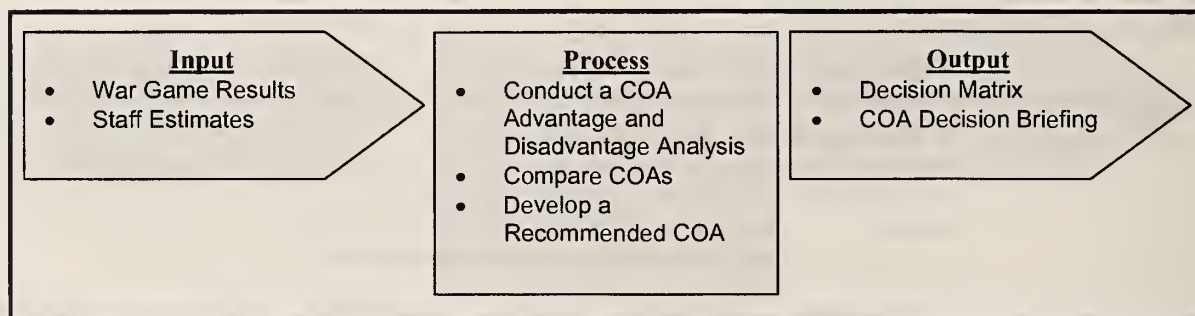 Input
• War Game Results
• Staff Estimates
Process
• Conduct a COA
Advantage and
Disadvantage Analysis
• Compare COAs
• Develop a
Recommended COA
Output
• Decision Matrix
• COA Decision Briefing